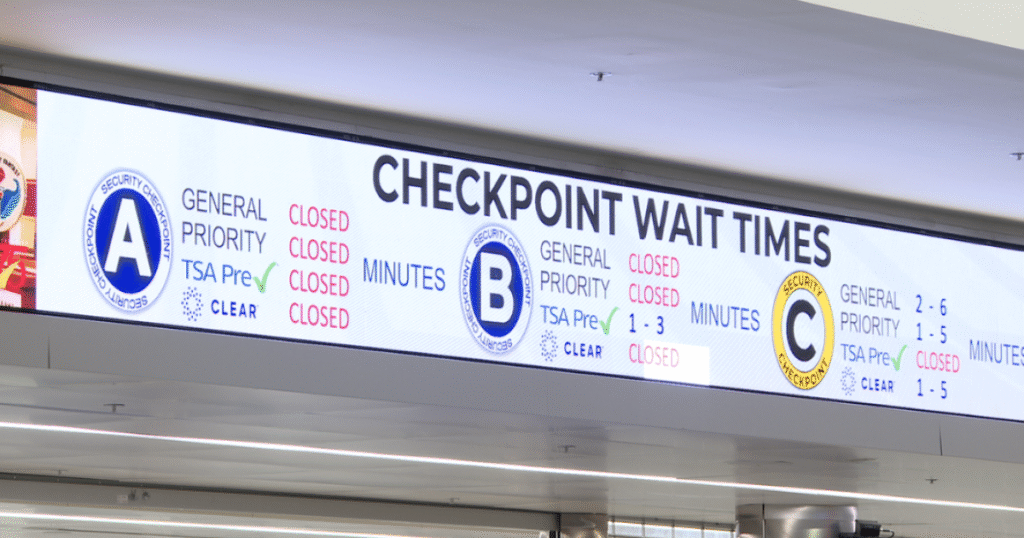 CHECKPOINT WAIT TIMES
SECURITY CHECKPOINT
A
SECURITY CHECKPOINT
GENERAL CLOSED
PRIORITY CLOSED
TSA Pre✓ CLOSED
CLEAR CLOSED
MINUTES
SECURITY CHECKPOINT
B
SECURITY CHECKPOINT
GENERAL CLOSED
PRIORITY CLOSED
TSA Pre✓ 1 - 3
CLEAR CLOSED
MINUTES
SECURITY
C
CHECKPOINT
GENERAL 2 - 6
PRIORITY 1 - 5
TSA Pre✓ CLOSED
CLEAR 1 - 5
MINUTES